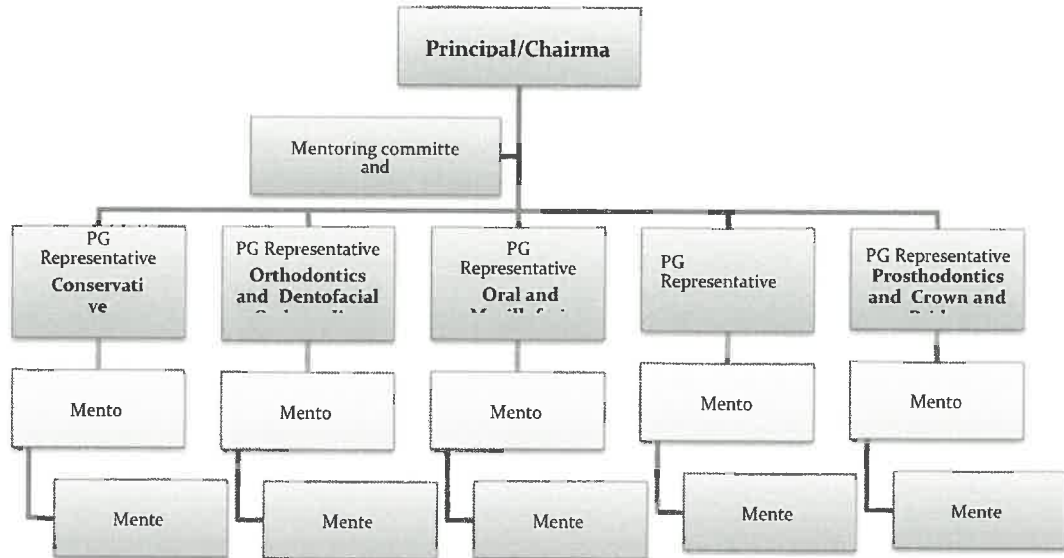 Principal/Chairma
Mentoring committe
and
PG
Representative
Conservati
ve
PG Representative
Orthodontics
and Dentofacial
PG
Representative
Oral and
PG
Representative
PG Representative
Prosthodontics
and Crown and
Mento
Mento
Mento
Mento
Mento
Mente
Mente
Mente
Mente
Mente